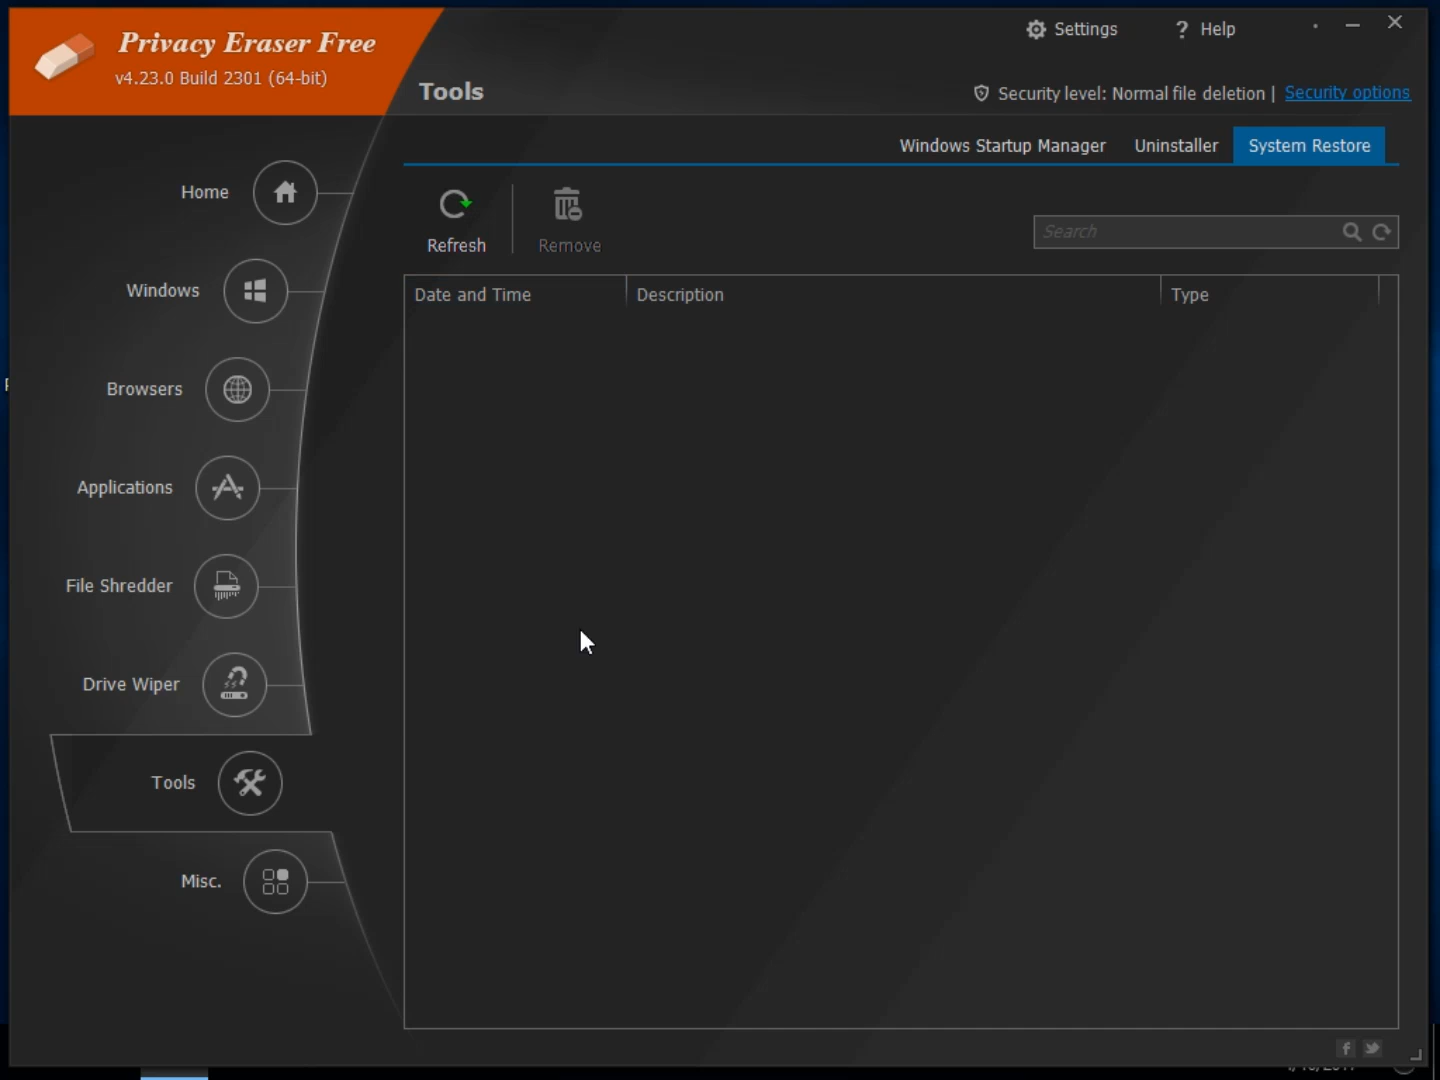 Privacy Eraser Free
v4.23.0 Build 2301 (64-bit)
Settings
? Help
Tools
Security level: Normal file deletion | Security options
Windows Startup Manager
Uninstaller
System Restore
Home
Windows
Browsers
Applications
File Shredder
Drive Wiper
Tools
Misc.
Refresh
Remove
Search
Date and Time
Description
Type